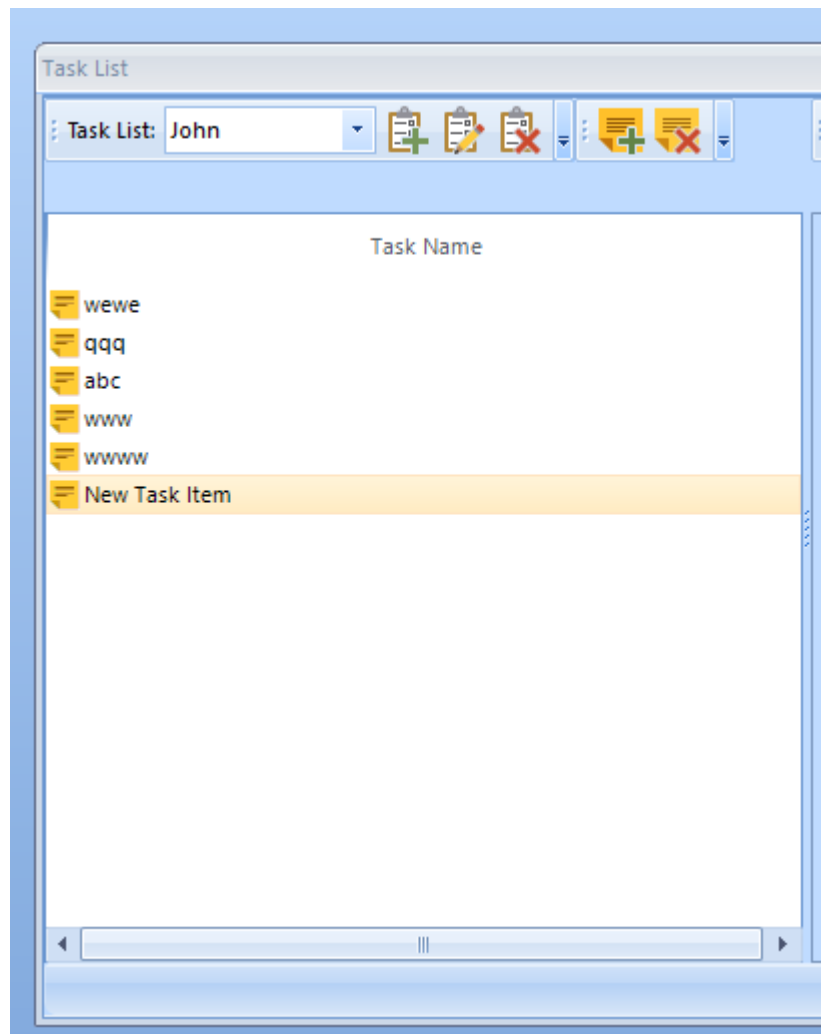 Task List
Task List: John
Task Name
wewe
qqq
abc
www
wwww
New Task Item